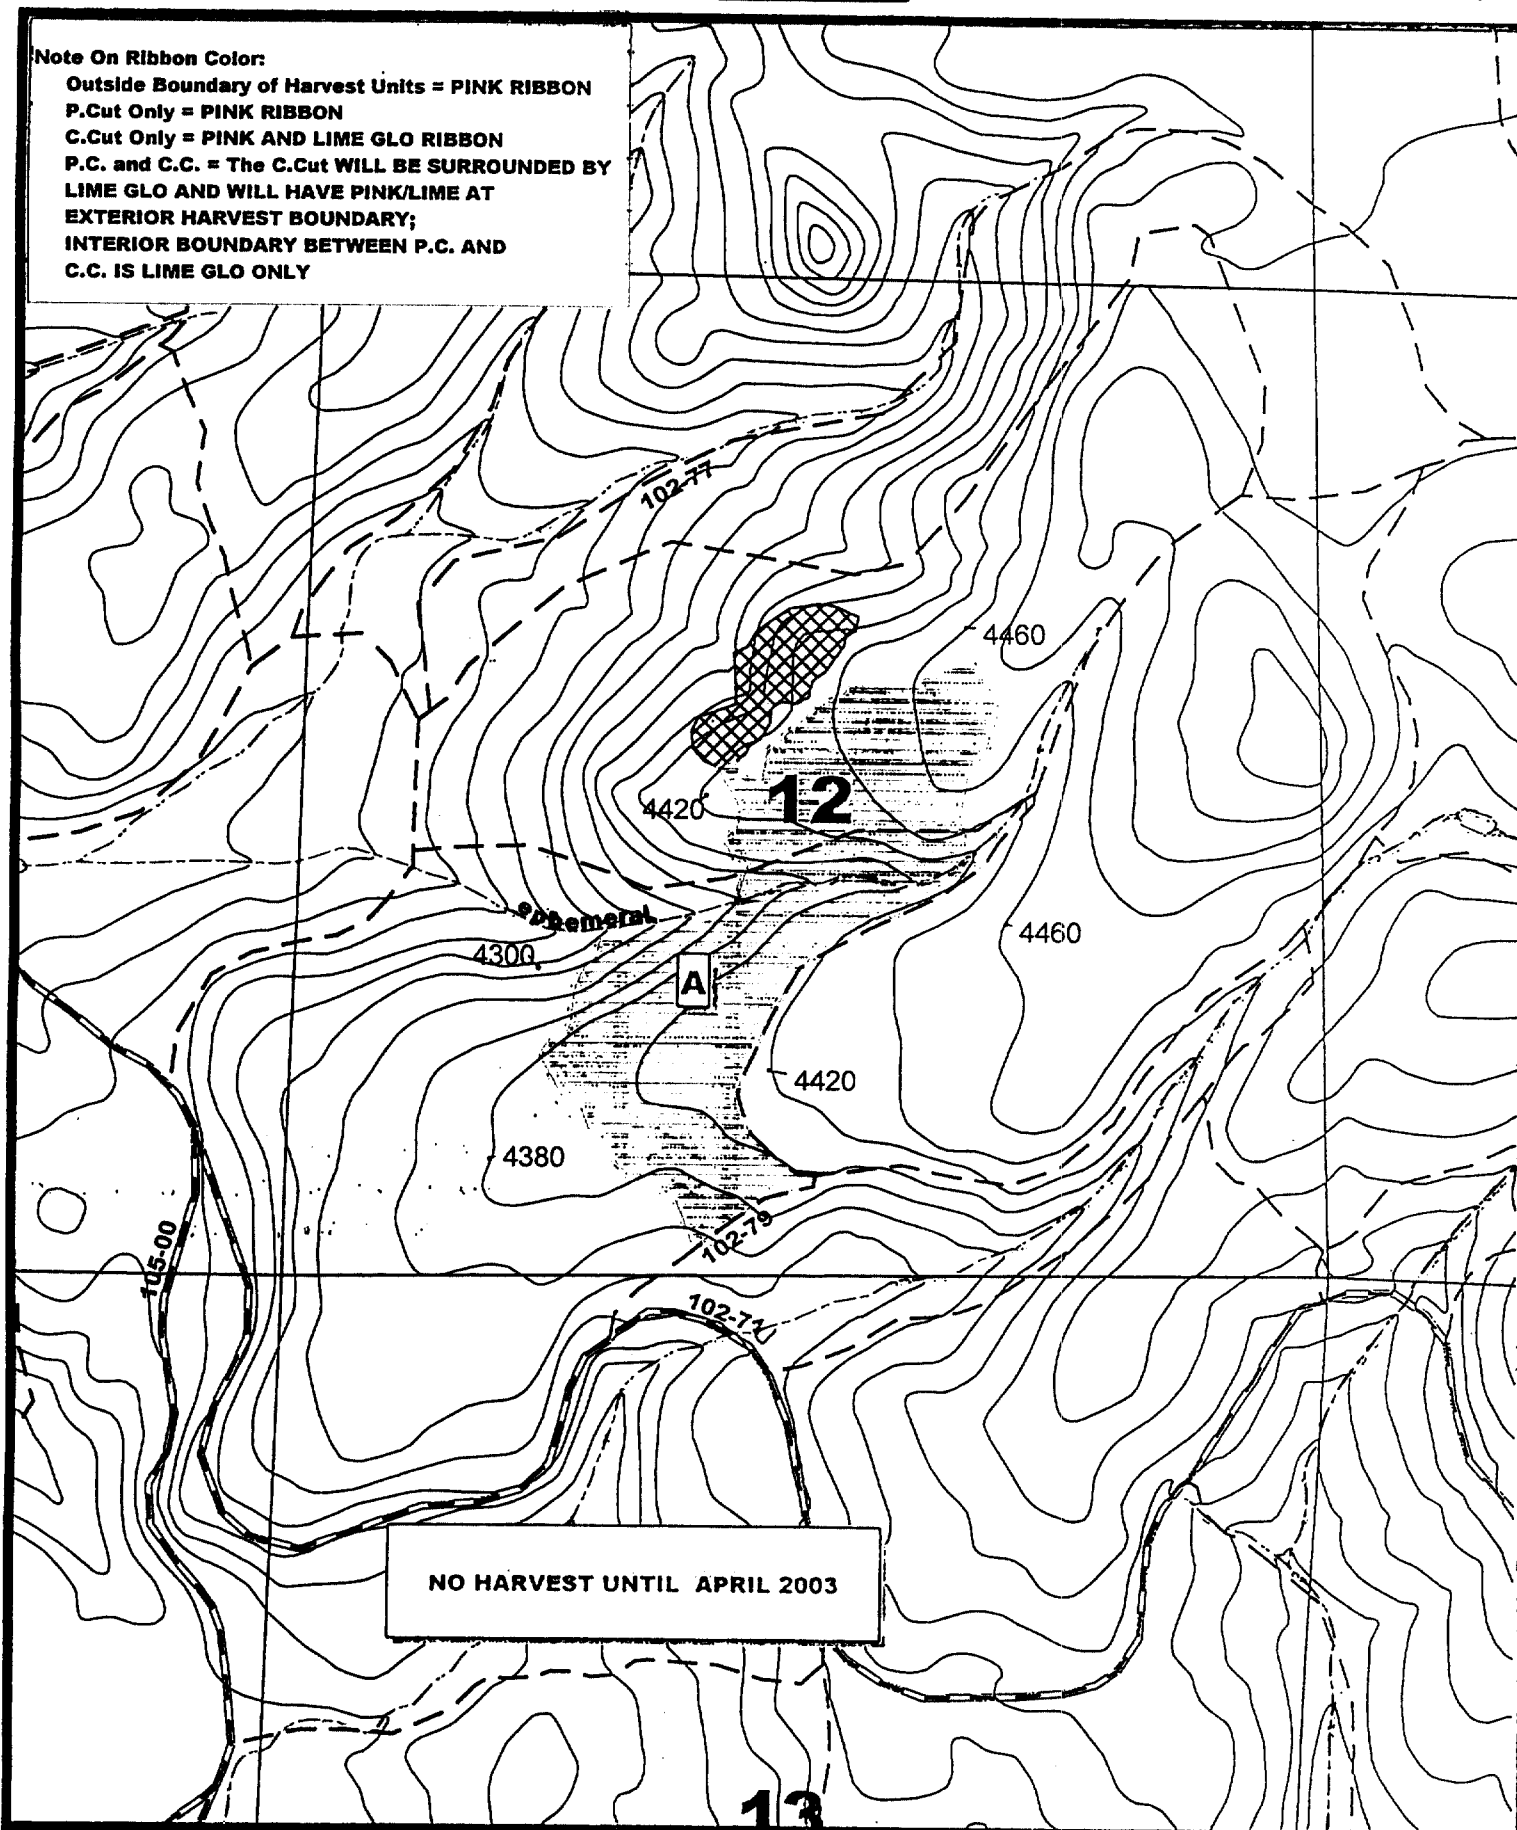 Note On Ribbon Color:
Outside Boundary of Harvest Units = PINK RIBBON
P.Cut Only = PINK RIBBON
C.Cut Only = PINK AND LIME GLO RIBBON
P.C. and C.C. = The C.Cut WILL BE SURROUNDED BY
LIME GLO AND WILL HAVE PINK/LIME AT
EXTERIOR HARVEST BOUNDARY;
INTERIOR BOUNDARY BETWEEN P.C. AND
C.C. IS LIME GLO ONLY
102-77
4460
4420
12
ephemeral
4300
4460
A
4420
4380
102-79
105-00
102-71
NO HARVEST UNTIL APRIL 2003
13